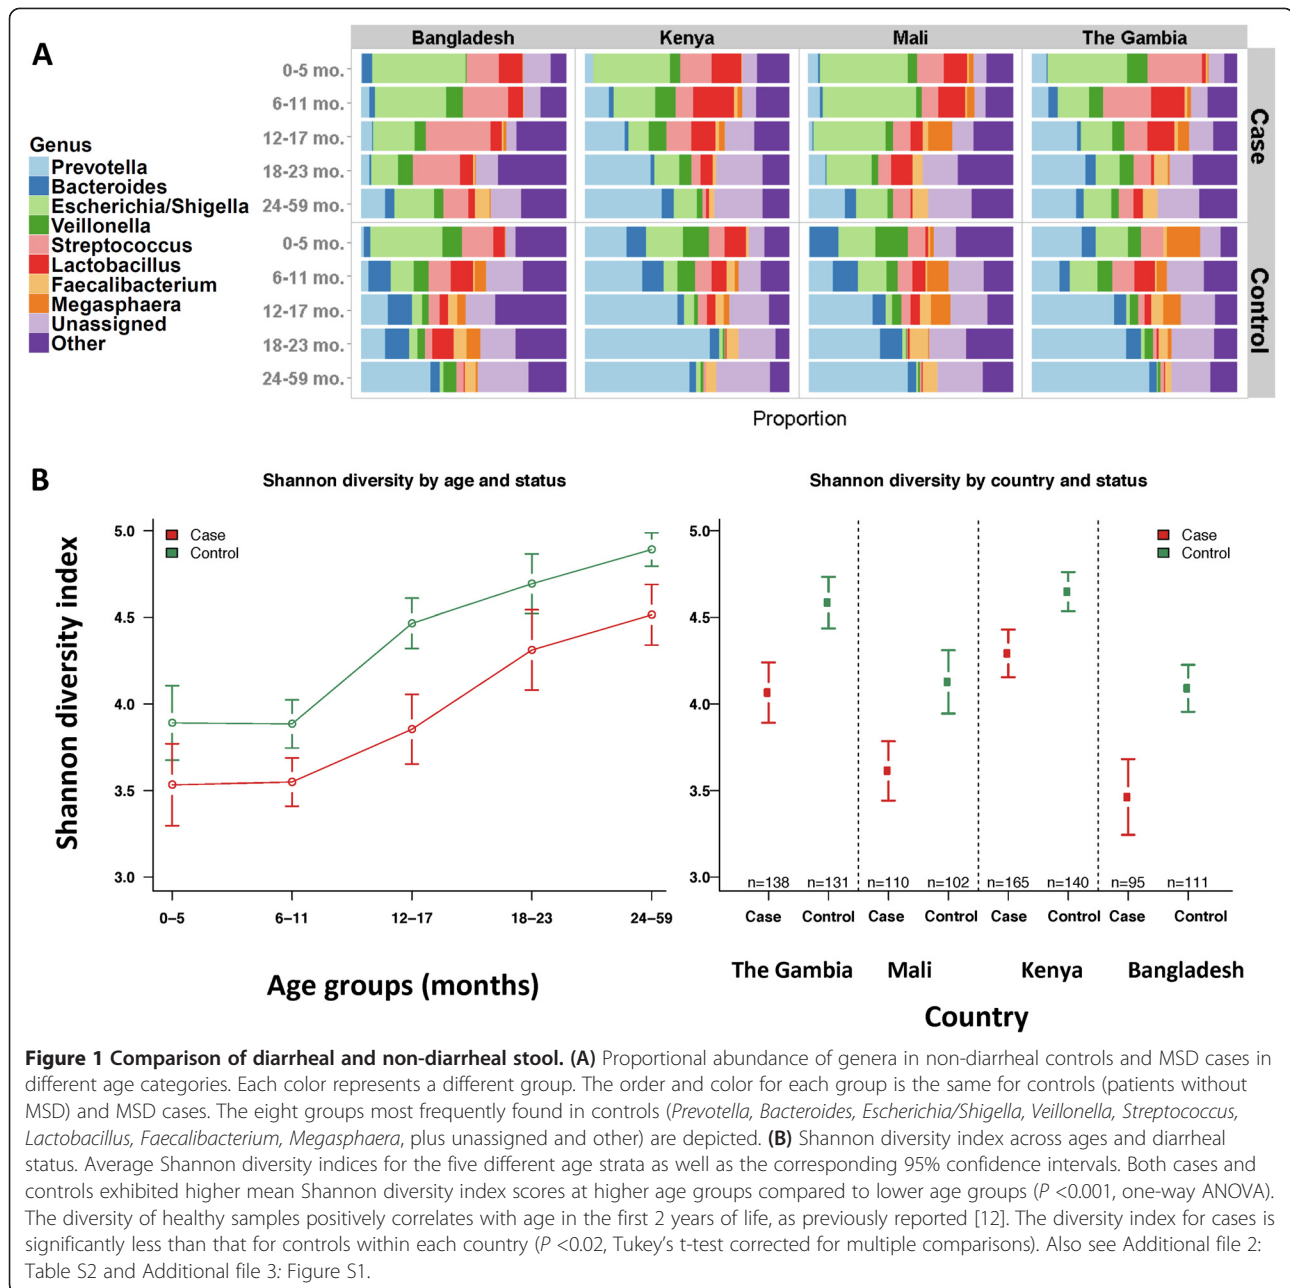 A
Bangladesh
Kenya
Mali
The Gambia
0-5 mo.
6-11 mo.
12-17 mo.
18-23 mo.
24-59 mo.
Case
0-5 mo.
6-11 mo.
12-17 mo.
18-23 mo.
24-59 mo.
Control
Genus
Prevotella
Bacteroides
Escherichia/Shigella
Veillonella
Streptococcus
Lactobacillus
Faecalibacterium
Megasphaera
Unassigned
Other
Proportion
B
Shannon diversity by age and status
Case
Control
Shannon diversity index
5.0
4.5
4.0
3.5
3.0
0–5
6–11
12–17
18–23
24–59
Age groups (months)
Shannon diversity by country and status
Case
Control
5.0
4.5
4.0
3.5
3.0
n=138 n=131 n=110 n=102 n=165 n=140 n=95 n=111
Case Control Case Control Case Control Case Control
The Gambia Mali Kenya Bangladesh
Country
Figure 1 Comparison of diarrheal and non-diarrheal stool. (A) Proportional abundance of genera in non-diarrheal controls and MSD cases in
different age categories. Each color represents a different group. The order and color for each group is the same for controls (patients without
MSD) and MSD cases. The eight groups most frequently found in controls (Prevotella, Bacteroides, Escherichia/Shigella, Veillonella, Streptococcus,
Lactobacillus, Faecalibacterium, Megasphaera, plus unassigned and other) are depicted. (B) Shannon diversity index across ages and diarrheal
status. Average Shannon diversity indices for the five different age strata as well as the corresponding 95% confidence intervals. Both cases and
controls exhibited higher mean Shannon diversity index scores at higher age groups compared to lower age groups (P <0.001, one-way ANOVA).
The diversity of healthy samples positively correlates with age in the first 2 years of life, as previously reported [12]. The diversity index for cases is
significantly less than that for controls within each country (P <0.02, Tukey's t-test corrected for multiple comparisons). Also see Additional file 2:
Table S2 and Additional file 3: Figure S1.